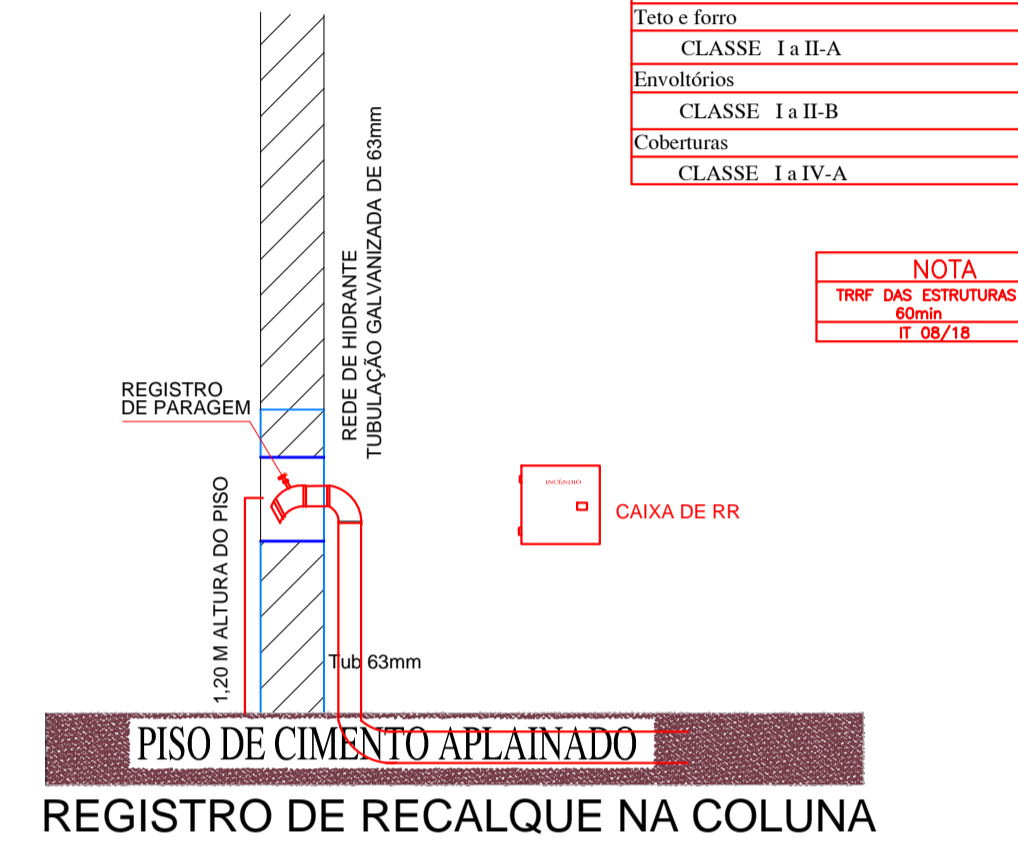 Teto e forro
CLASSE I a II-A
Envoltórios
CLASSE I a II-B
Coberturas
CLASSE I a IV-A
NOTA
TRRF DAS ESTRUTURAS
60min
IT 08/18
REDE DE HIDRANTE
TUBULAÇÃO GALVANIZADA DE 63mm
REGISTRO
DE PARAGEM
1,20 M ALTURA DO PISO
INCÊNDIO
CAIXA DE RR
Tub 63mm
PISO DE CIMENTO APLAINADO
REGISTRO DE RECALQUE NA COLUNA